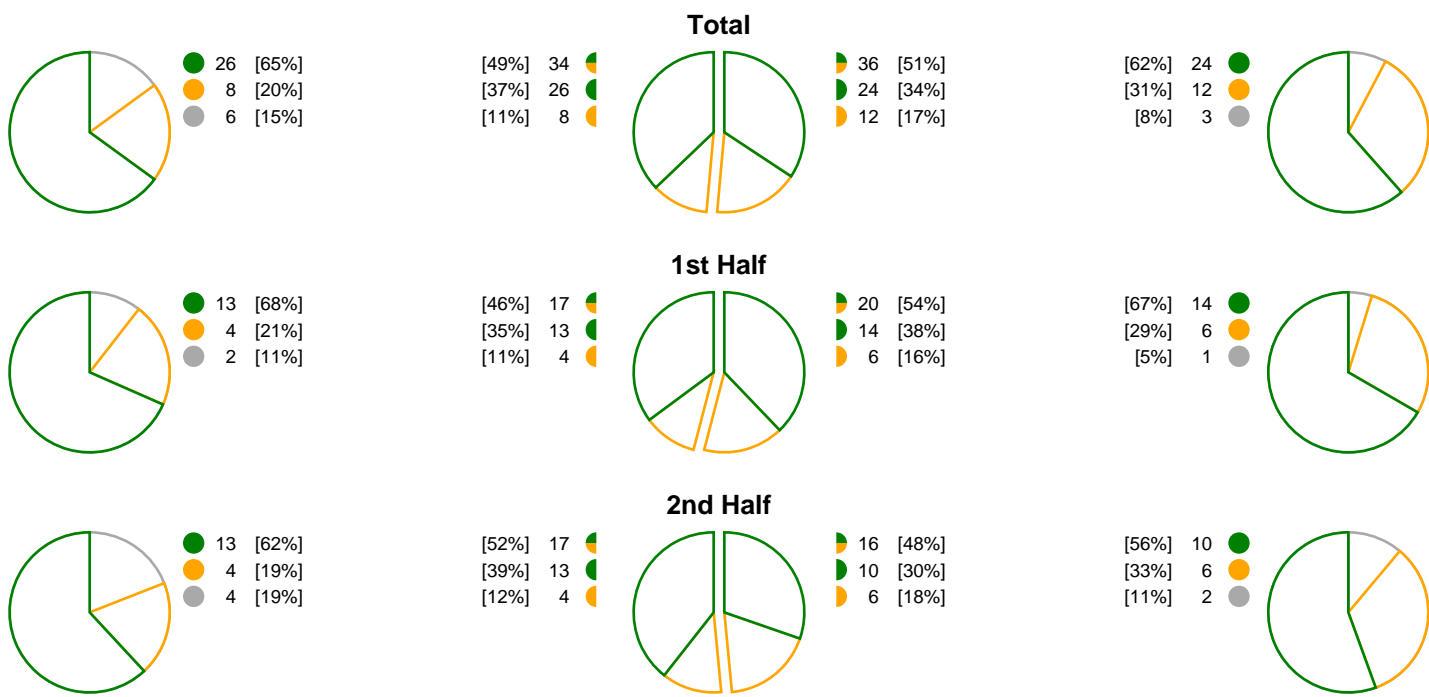 Total
26 [65%] [49%] 34 36 [51%] [62%] 24
8 [20%] [37%] 26 24 [34%] [31%] 12
6 [15%] [11%] 8 12 [17%] [8%] 3
1st Half
13 [68%] [46%] 17 20 [54%] [67%] 14
4 [21%] [35%] 13 14 [38%] [29%] 6
2 [11%] [11%] 4 6 [16%] [5%] 1
2nd Half
13 [62%] [52%] 17 16 [48%] [56%] 10
4 [19%] [39%] 13 10 [30%] [33%] 6
4 [19%] [12%] 4 6 [18%] [11%] 2